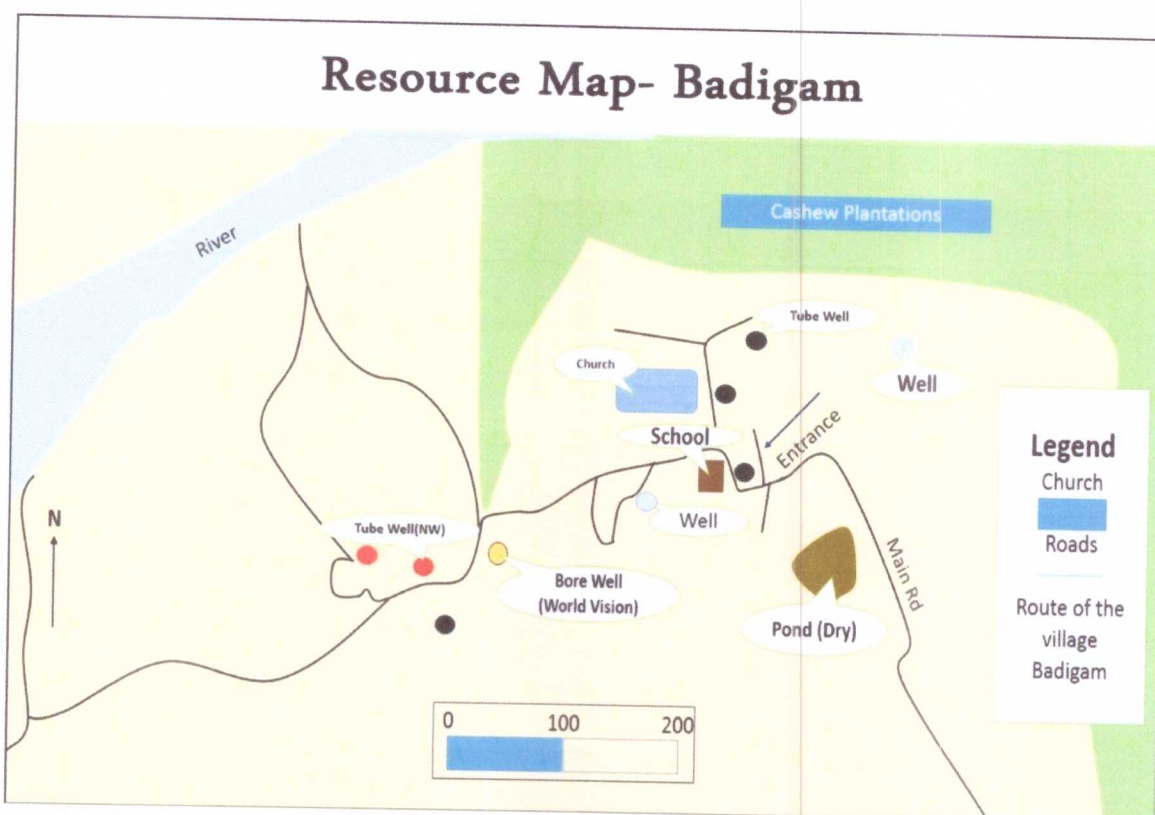 Resource Map- Badigam
Cashew Plantations
River
Tube Well
Church
Well
School
Entrance
Legend
Church
Roads
Route of the
village
Badigam
N
Tube Well(NW)
Well
Bore Well
(World Vision)
Main Rd
Pond (Dry)
0 100 200